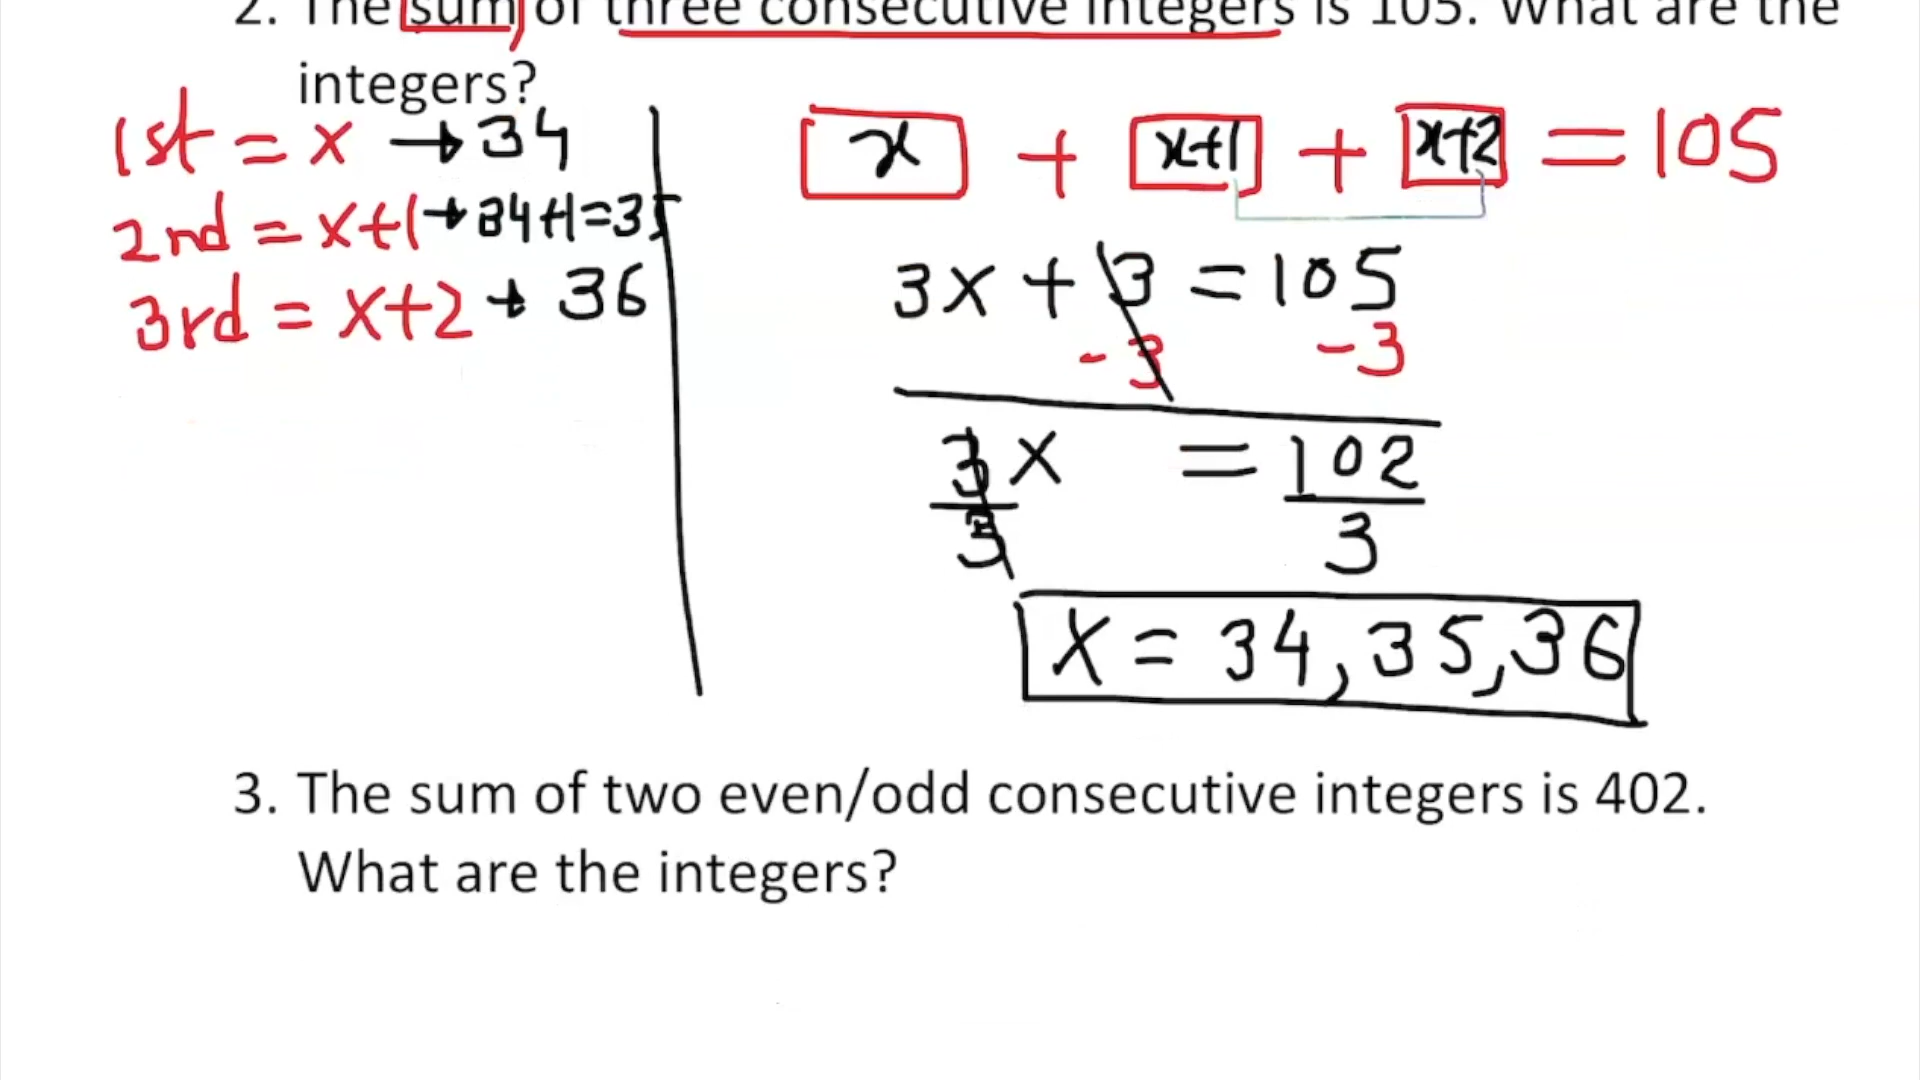 2. The sum of three consecutive integers is 105. What are the
integers?
1st = x → 34
2nd = x+1 → 34+1=35
3rd = x+2 → 36
x + x+1 + x+2 = 105
3x + 3 = 105
-3 -3
3x = 102
3 3
x = 34, 35, 36
3. The sum of two even/odd consecutive integers is 402.
What are the integers?